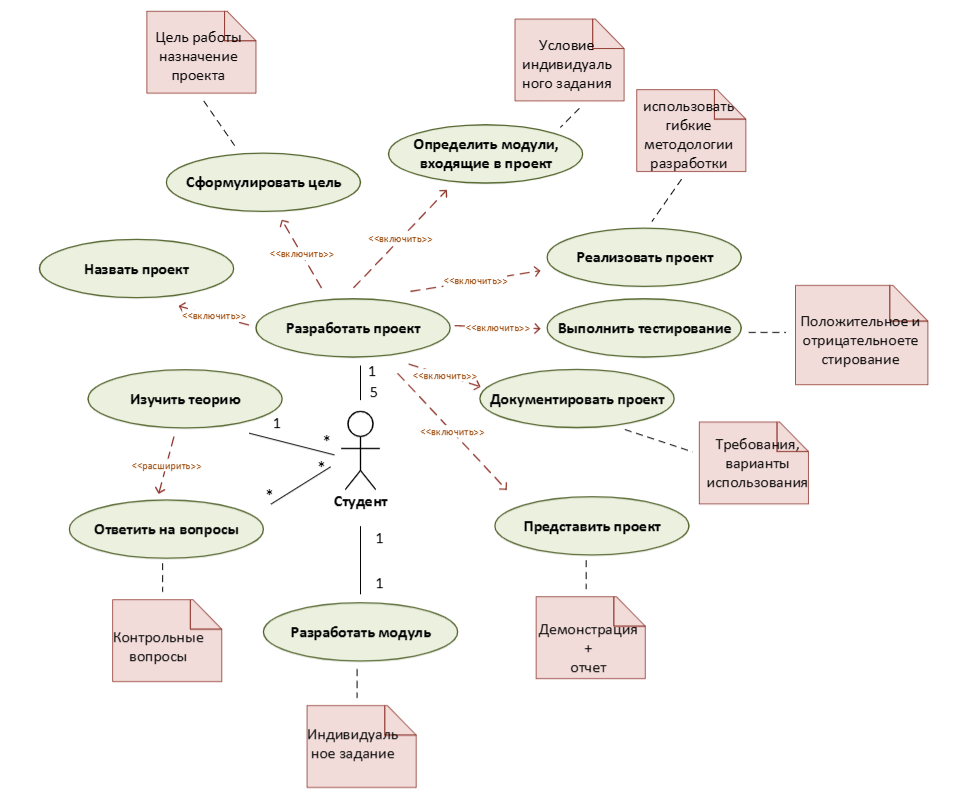 Цель работы
назначение
проекта
Условие
индивидуаль
ного задания
использовать
гибкие
методологии
разработки
Определить модули,
входящие в проект
Сформулировать цель
<<включить>>
<<включить>>
Назвать проект
Реализовать проект
<<включить>>
<<включить>>
Разработать проект
<<включить>>
Выполнить тестирование
Положительное и
отрицательноете
стирование
1
5
<<включить>>
Изучить теорию
Документировать проект
1
*
<<включить>>
Требования,
варианты
использования
<<расширить>>
*
*
Студент
Ответить на вопросы
Представить проект
1
1
Контрольные
вопросы
Разработать модуль
Демонстрация
+
отчет
Индивидуаль
ное задание